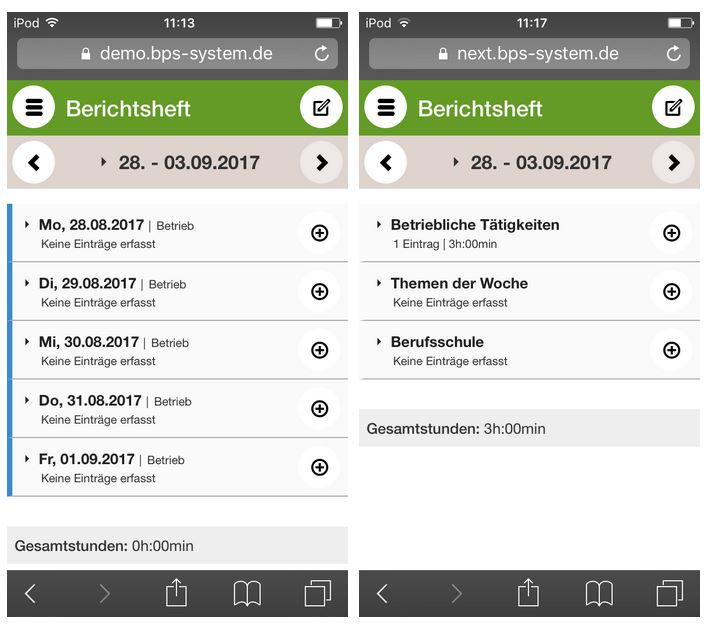 iPod 11:13
demo.bps-system.de
Berichtsheft
28. - 03.09.2017
Mo, 28.08.2017 | Betrieb
Keine Einträge erfasst
Di, 29.08.2017 | Betrieb
Keine Einträge erfasst
Mi, 30.08.2017 | Betrieb
Keine Einträge erfasst
Do, 31.08.2017 | Betrieb
Keine Einträge erfasst
Fr, 01.09.2017 | Betrieb
Keine Einträge erfasst
Gesamtstunden: 0h:00min
iPod 11:17
next.bps-system.de
Berichtsheft
28. - 03.09.2017
Betriebliche Tätigkeiten
1 Eintrag | 3h:00min
Themen der Woche
Keine Einträge erfasst
Berufsschule
Keine Einträge erfasst
Gesamtstunden: 3h:00min